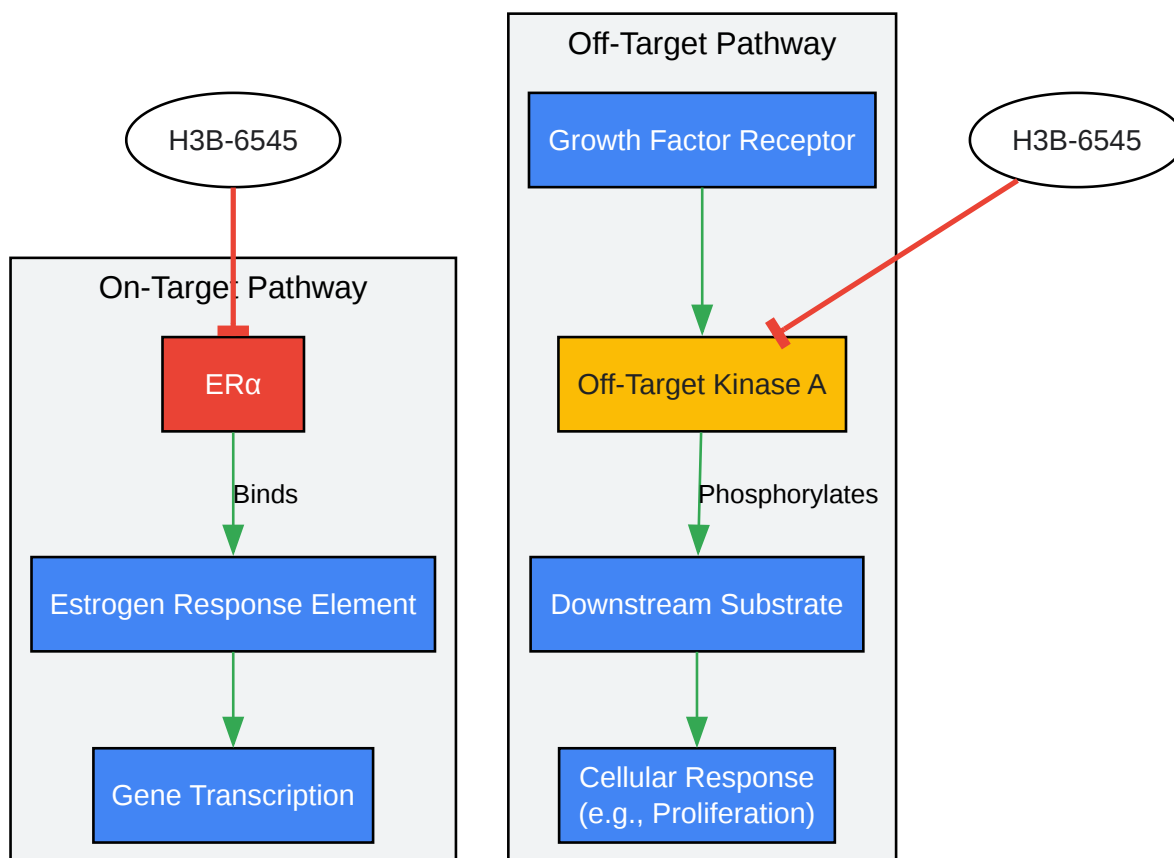 H3B-6545
On-Target Pathway
ERα
Binds
Estrogen Response Element
Gene Transcription
Off-Target Pathway
Growth Factor Receptor
H3B-6545
Off-Target Kinase A
Phosphorylates
Downstream Substrate
Cellular Response
(e.g., Proliferation)